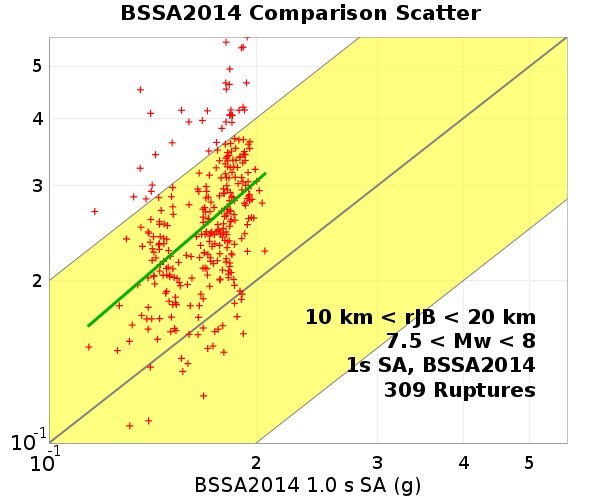 BSSA2014 Comparison Scatter
5
4
3
2
10-1
10-1
2
3
4
5
10 km < rJB < 20 km
7.5 < Mw < 8
1s SA, BSSA2014
309 Ruptures
BSSA2014 1.0 s SA (g)